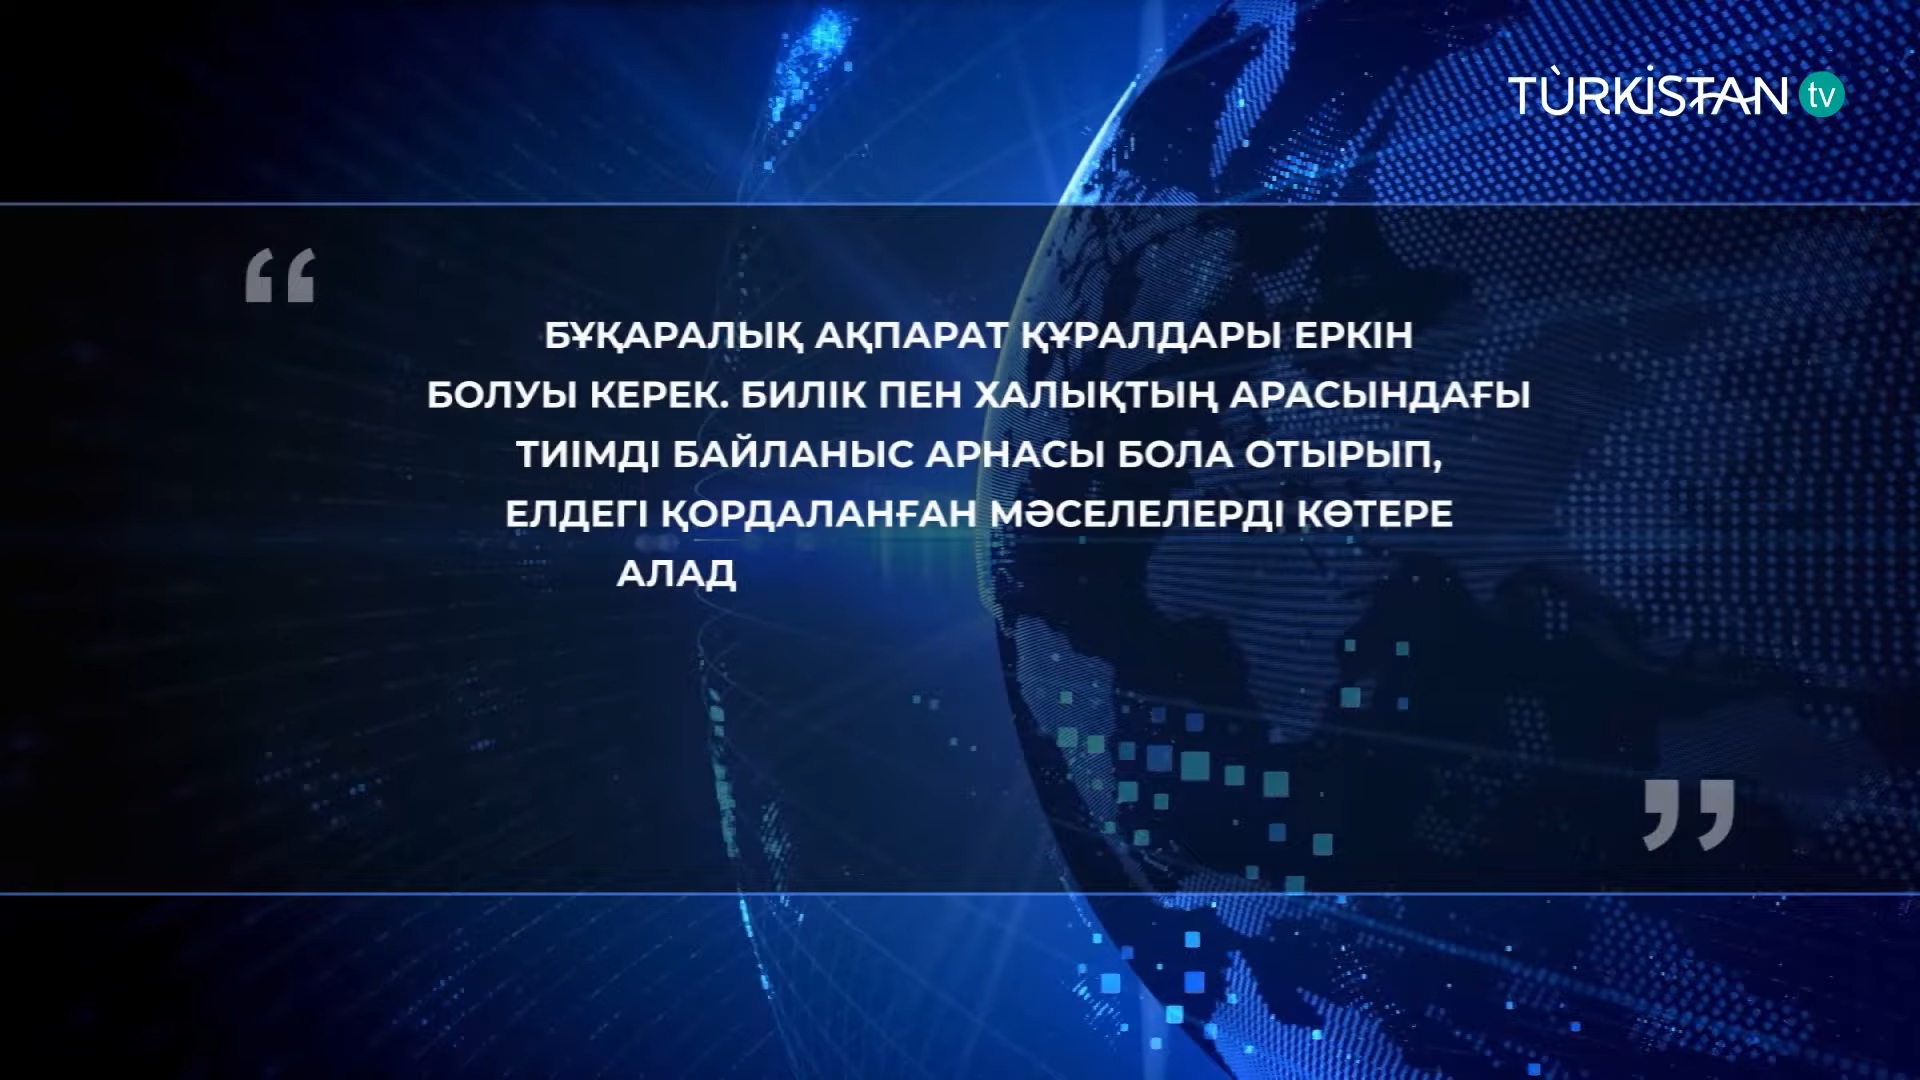 TÜRKİSTAN tv
“
БҰҚАРАЛЫҚ АҚПАРАТ ҚҰРАЛДАРЫ ЕРКІН
БОЛУЫ КЕРЕК. БИЛІК ПЕН ХАЛЫҚТЫҢ АРАСЫНДАҒЫ
ТИІМДІ БАЙЛАНЫС АРНАСЫ БОЛА ОТЫРЫП,
ЕЛДЕГІ ҚОРДАЛАНҒАН МӘСЕЛЕЛЕРДІ КӨТЕРЕ
АЛАД
”